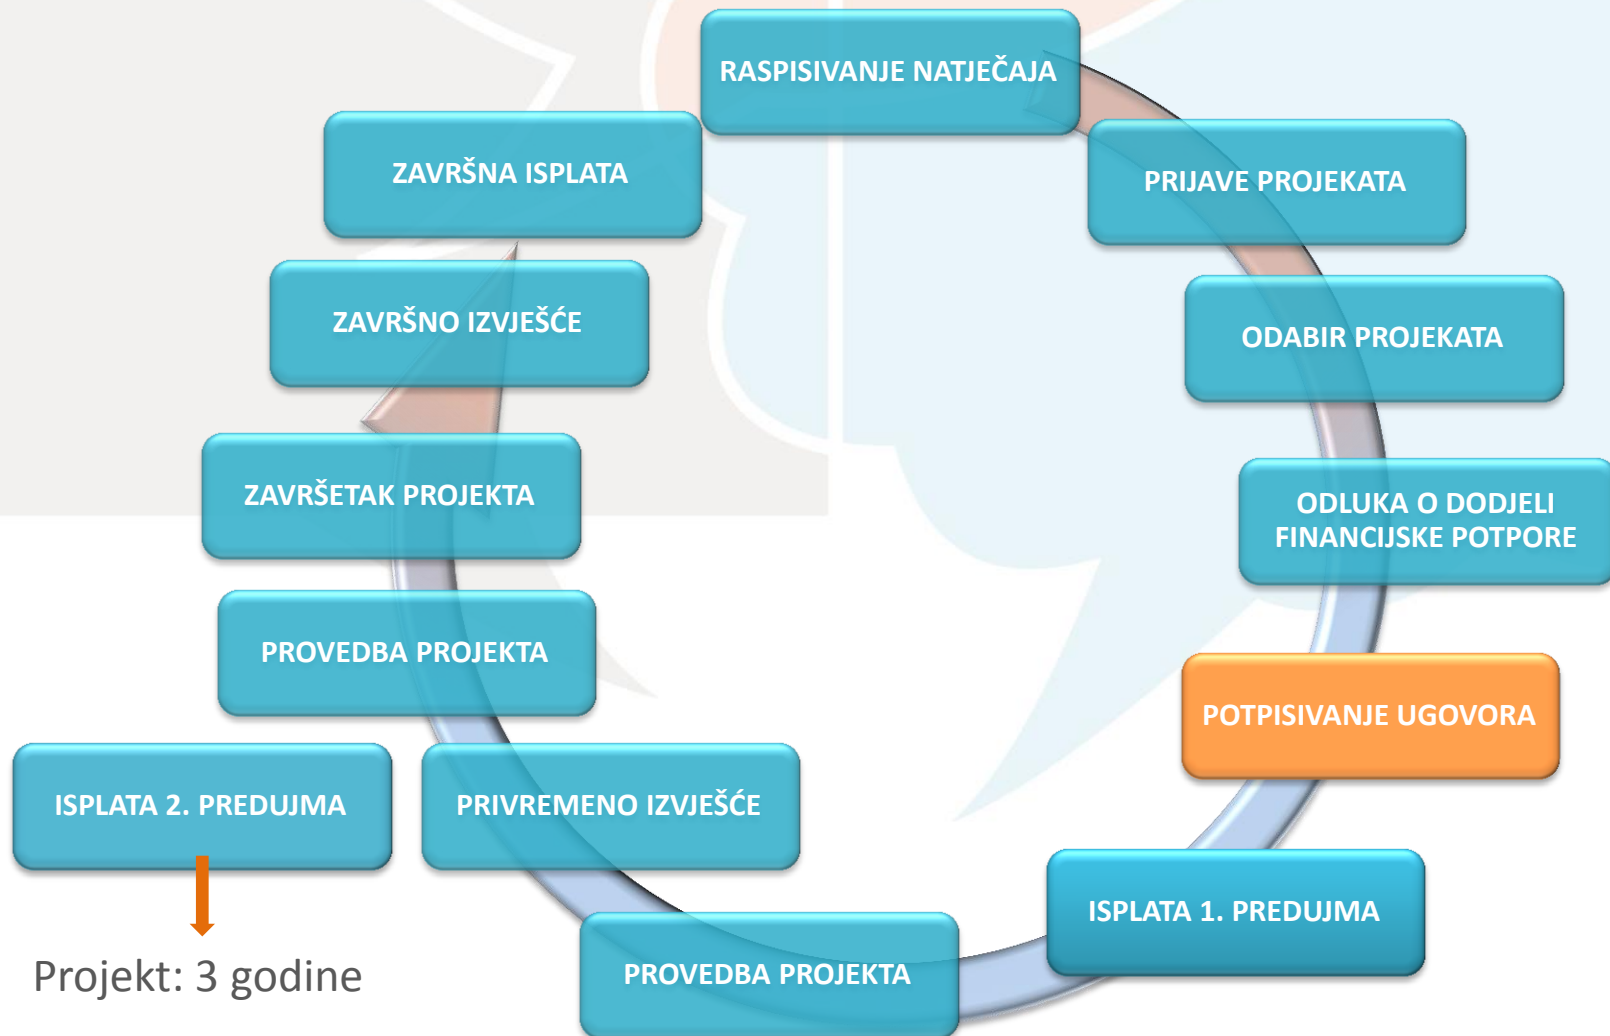 RASPISIVANJE NATJEČAJA
PRIJAVE PROJEKATA
ODABIR PROJEKATA
ODLUKA O DODJELI
FINANCIJSKE POTPORE
POTPISIVANJE UGOVORA
ISPLATA 1. PREDUJMA
PROVEDBA PROJEKTA
PRIVREMENO IZVJEŠĆE
ISPLATA 2. PREDUJMA
Projekt: 3 godine
PROVEDBA PROJEKTA
ZAVRŠETAK PROJEKTA
ZAVRŠNO IZVJEŠĆE
ZAVRŠNA ISPLATA